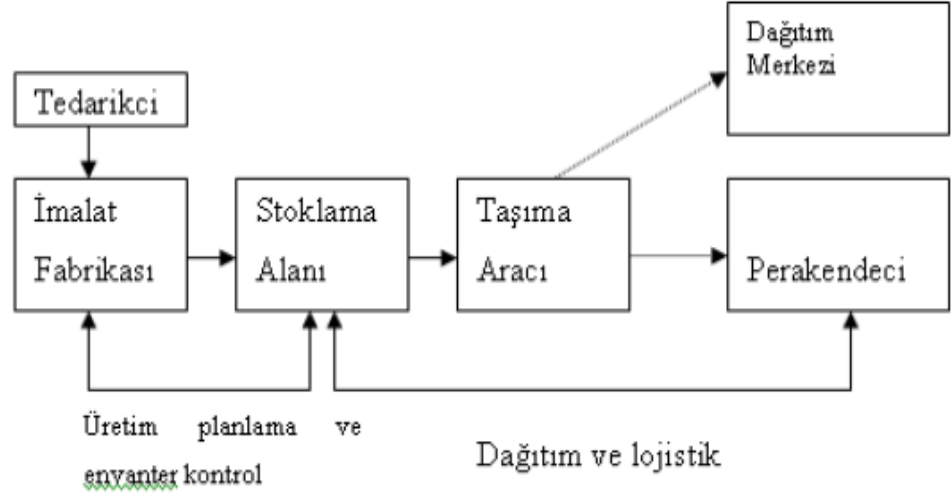 Dağıtım
Merkezi
Tedarikci
İmalat
Fabrikası
Stoklama
Alanı
Taşıma
Aracı
Perakendeci
Üretim planlama ve
envanter kontrol
Dağıtım ve lojistik